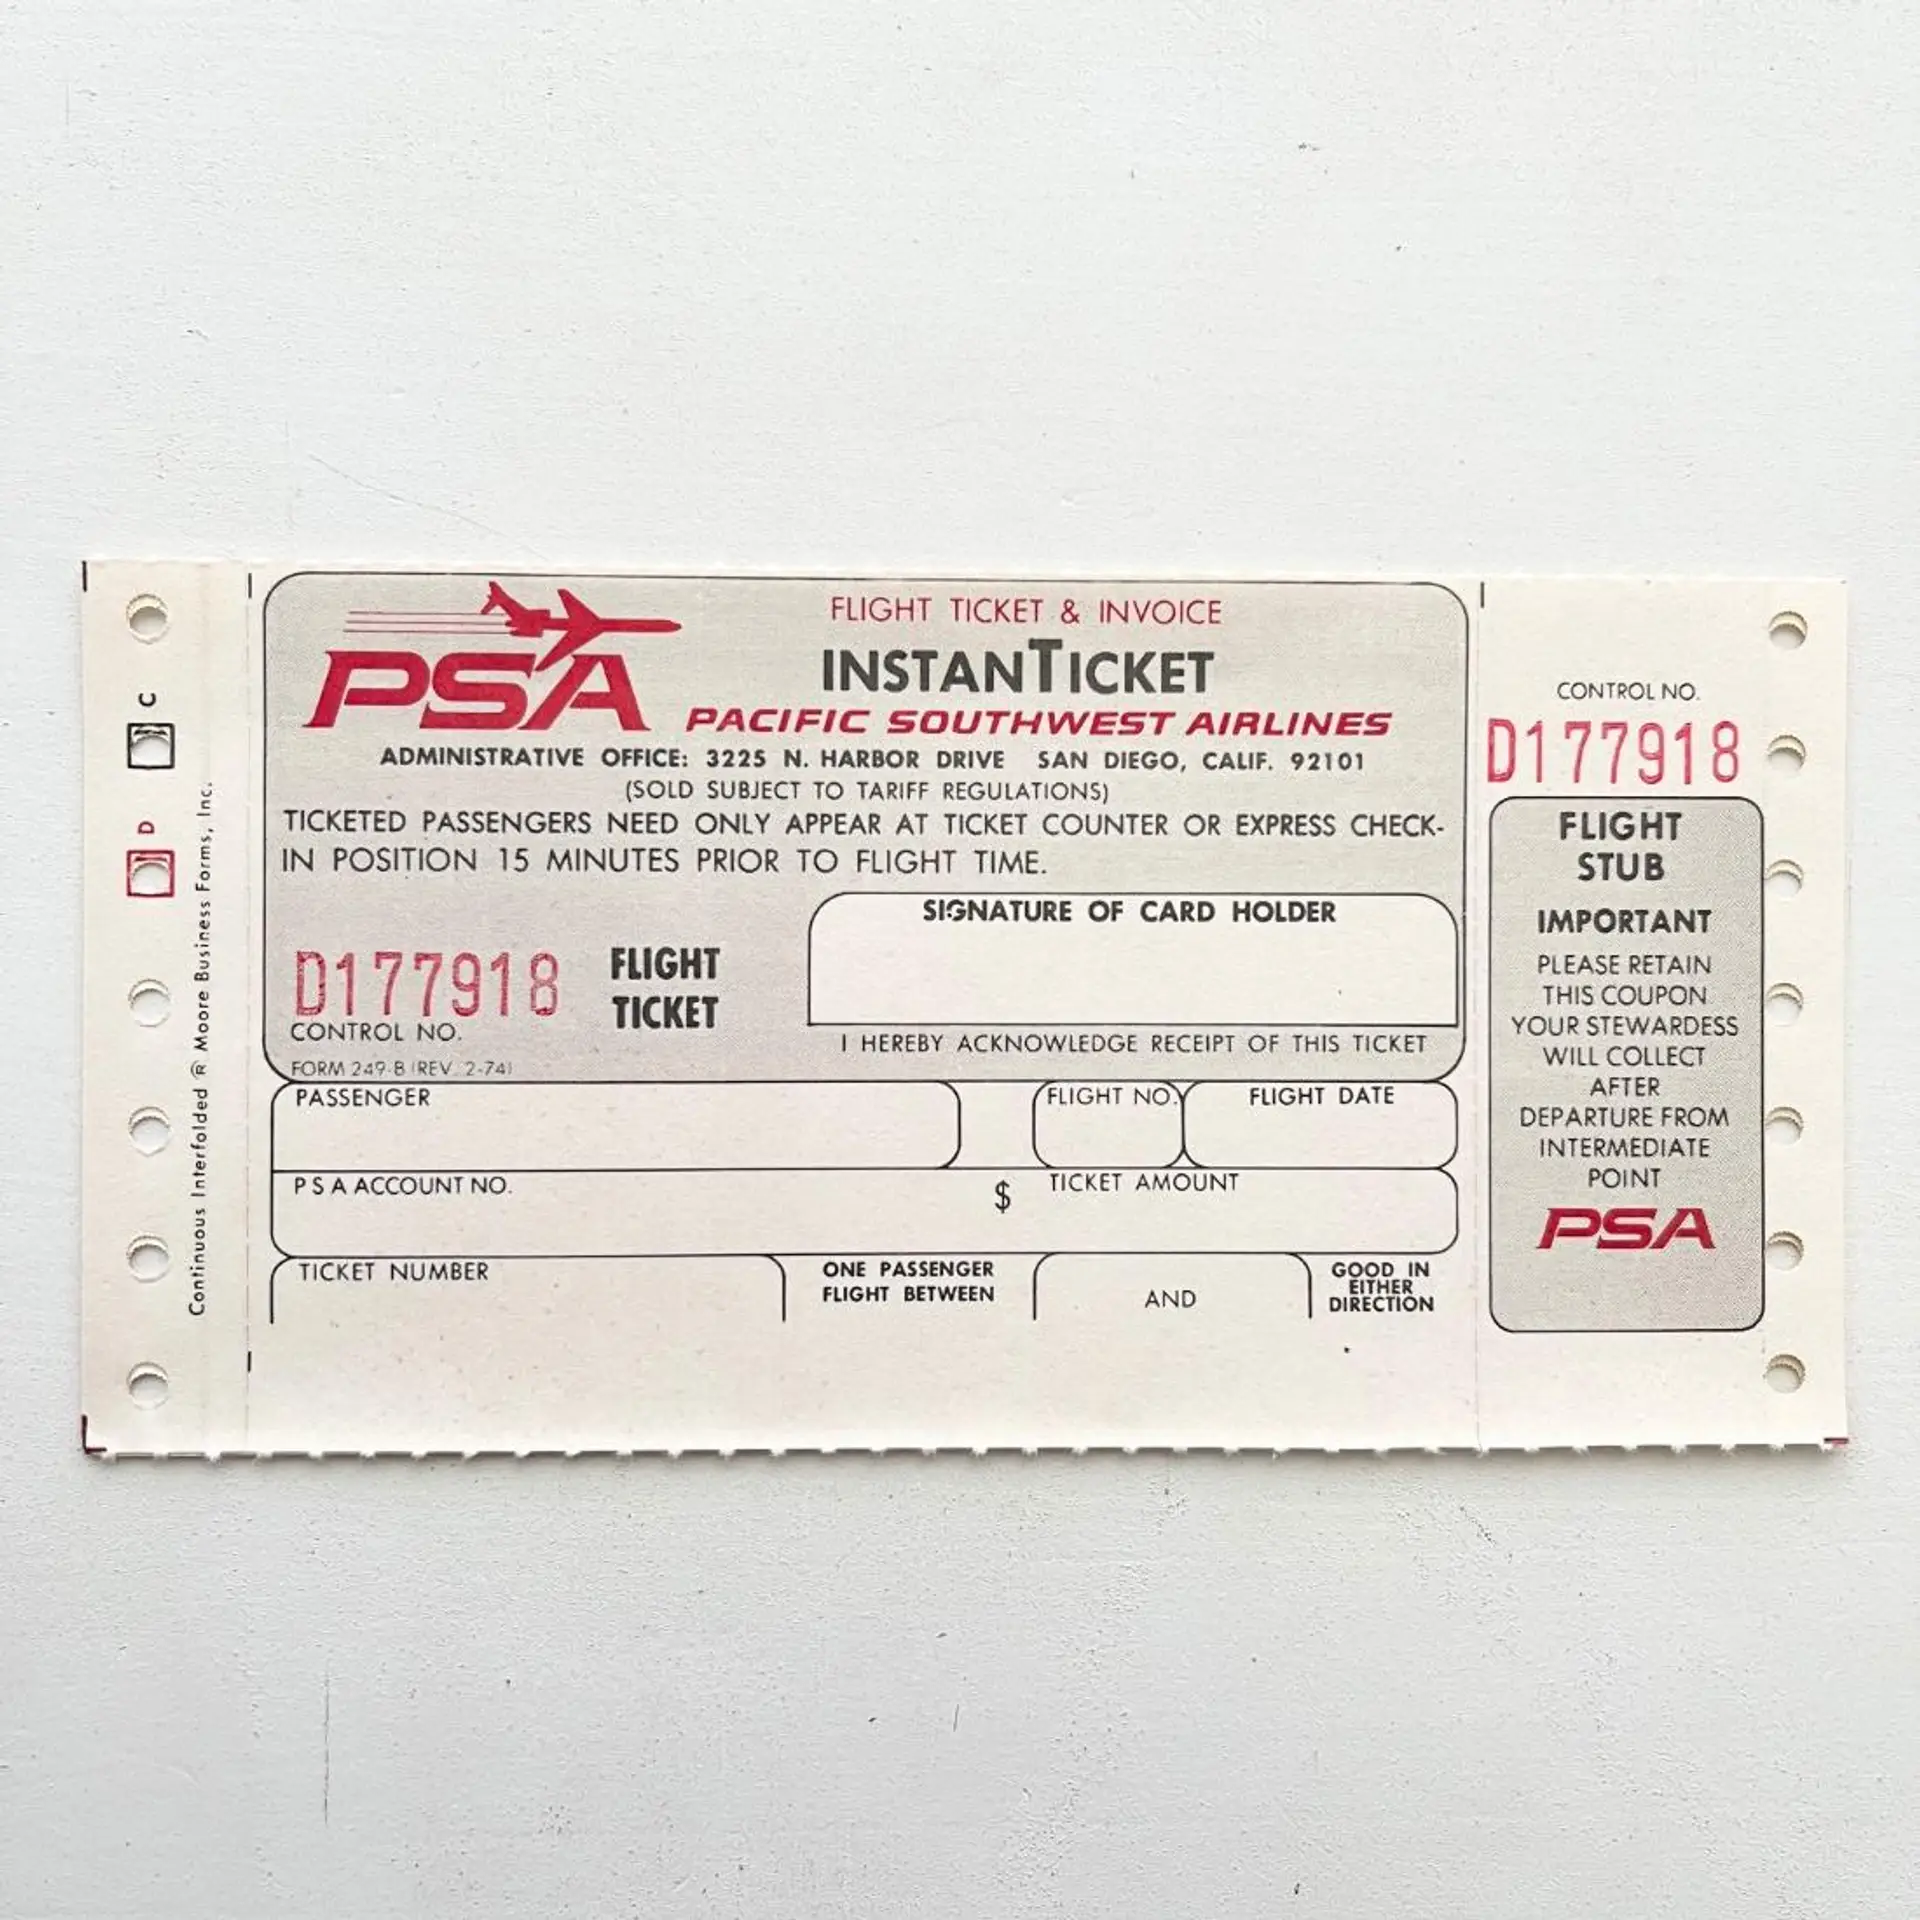 C
D
Continuous Interfolded ® Moore Business Forms, Inc.
PSA
FLIGHT TICKET & INVOICE
INSTANTICKET
PACIFIC SOUTHWEST AIRLINES
ADMINISTRATIVE OFFICE: 3225 N. HARBOR DRIVE SAN DIEGO, CALIF. 92101
(SOLD SUBJECT TO TARIFF REGULATIONS)
TICKETED PASSENGERS NEED ONLY APPEAR AT TICKET COUNTER OR EXPRESS CHECK-
IN POSITION 15 MINUTES PRIOR TO FLIGHT TIME.
SIGNATURE OF CARD HOLDER
D177918
FLIGHT
TICKET
CONTROL NO.
I HEREBY ACKNOWLEDGE RECEIPT OF THIS TICKET
FORM 249-B (REV. 2-74)
PASSENGER
FLIGHT NO.
FLIGHT DATE
P S A ACCOUNT NO.
$
TICKET AMOUNT
TICKET NUMBER
ONE PASSENGER
FLIGHT BETWEEN
AND
GOOD IN
EITHER
DIRECTION
CONTROL NO.
D177918
FLIGHT
STUB
IMPORTANT
PLEASE RETAIN
THIS COUPON
YOUR STEWARDESS
WILL COLLECT
AFTER
DEPARTURE FROM
INTERMEDIATE
POINT
PSA